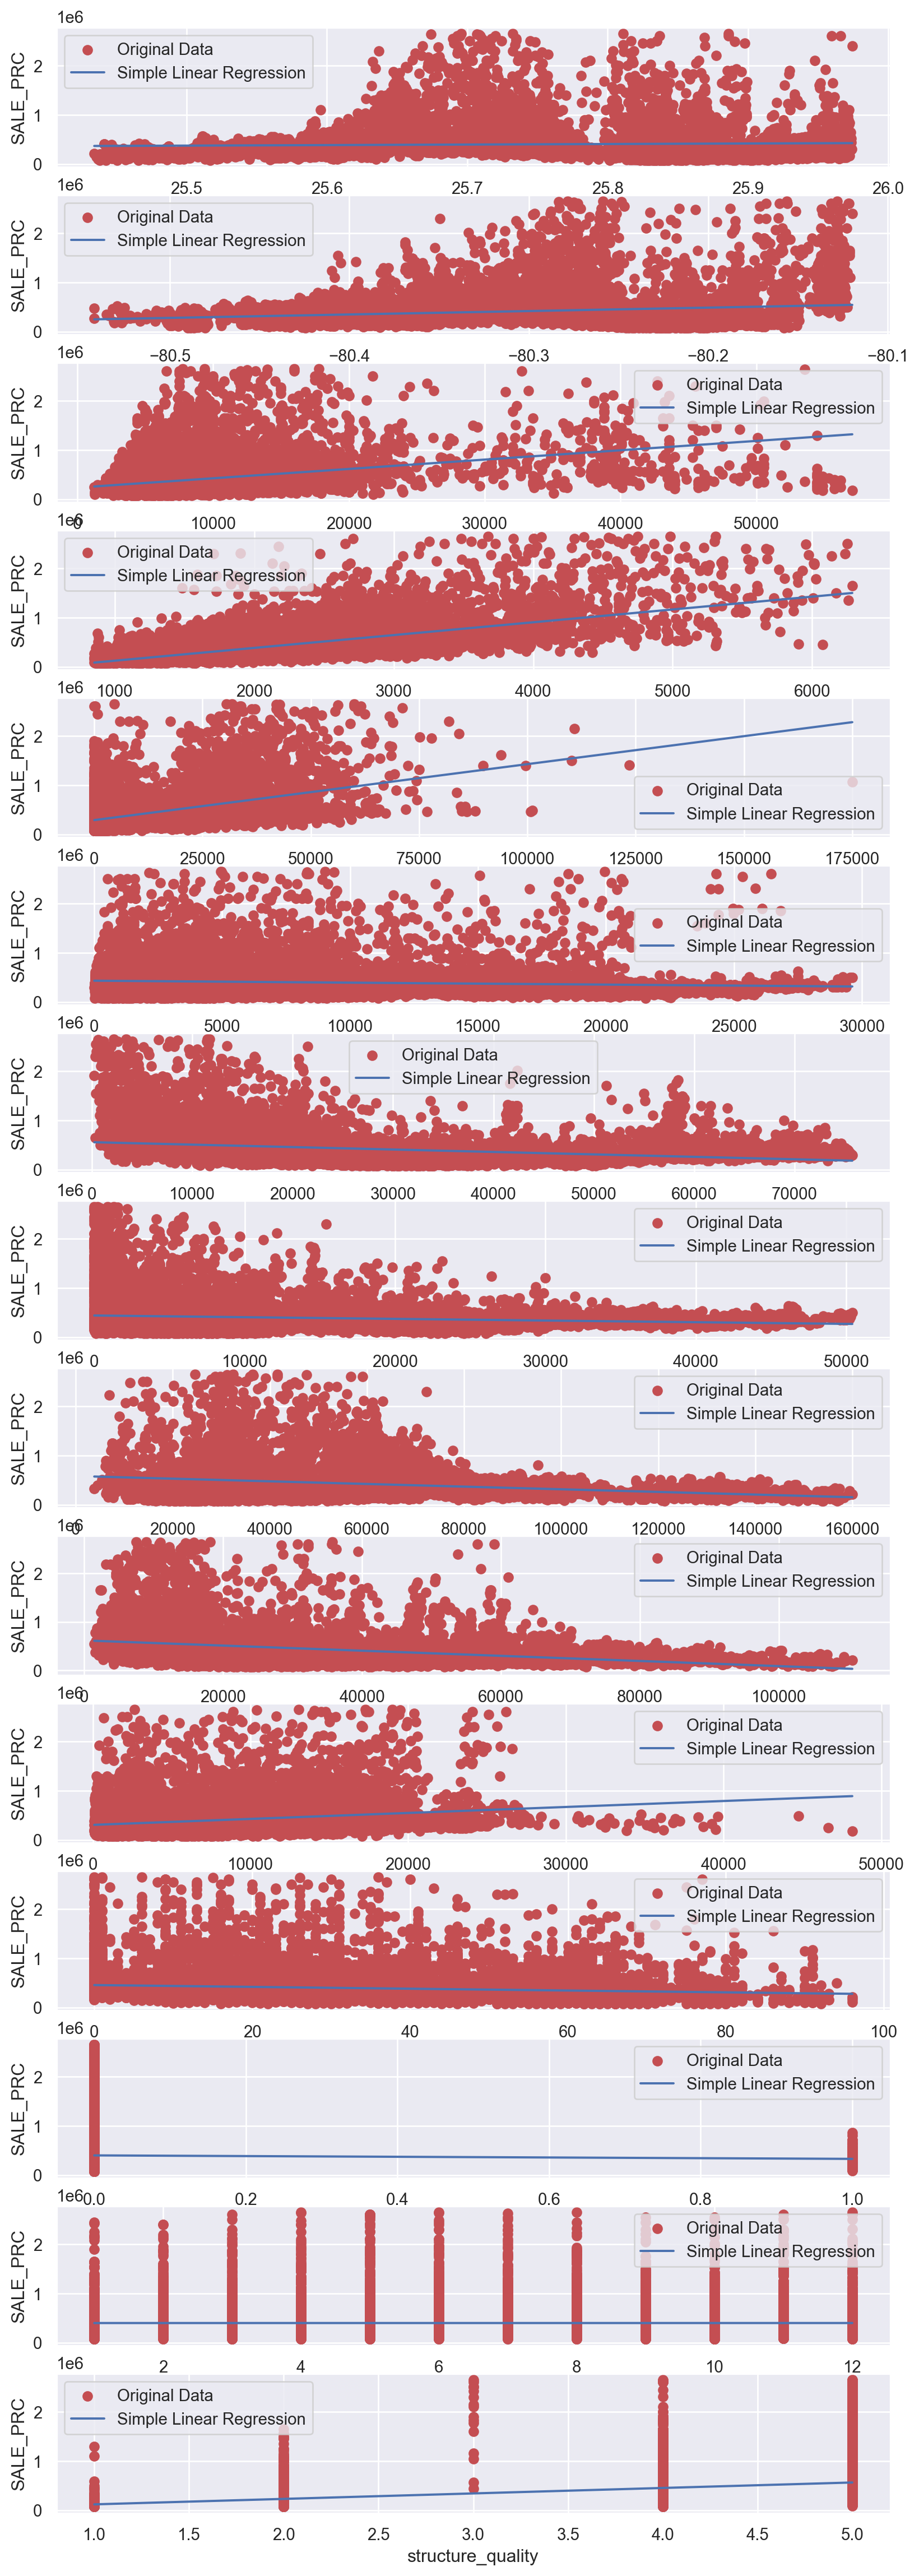 1e6
Original Data
Simple Linear Regression
SALE_PRC
2
1
0
25.5 25.6 25.7 25.8 25.9 26.0
1e6
Original Data
Simple Linear Regression
SALE_PRC
2
1
0
−80.5 −80.4 −80.3 −80.2 −80.1
1e6
Original Data
Simple Linear Regression
SALE_PRC
2
1
0
0 10000 20000 30000 40000 50000
1e6
Original Data
Simple Linear Regression
SALE_PRC
2
1
0
1000 2000 3000 4000 5000 6000
1e6
SALE_PRC
2
1
0
Original Data
Simple Linear Regression
0 25000 50000 75000 100000 125000 150000 175000
1e6
SALE_PRC
2
1
0
Original Data
Simple Linear Regression
0 5000 10000 15000 20000 25000 30000
1e6
Original Data
Simple Linear Regression
SALE_PRC
2
1
0
0 10000 20000 30000 40000 50000 60000 70000
1e6
Original Data
Simple Linear Regression
SALE_PRC
2
1
0
0 10000 20000 30000 40000 50000
1e6
Original Data
Simple Linear Regression
SALE_PRC
2
1
0
0 20000 40000 60000 80000 100000 120000 140000 160000
1e6
Original Data
Simple Linear Regression
SALE_PRC
2
1
0
0 20000 40000 60000 80000 100000
1e6
Original Data
Simple Linear Regression
SALE_PRC
2
1
0
0 10000 20000 30000 40000 50000
1e6
Original Data
Simple Linear Regression
SALE_PRC
2
1
0
0 20 40 60 80 100
1e6
Original Data
Simple Linear Regression
SALE_PRC
2
1
0
0.0 0.2 0.4 0.6 0.8 1.0
1e6
Original Data
Simple Linear Regression
SALE_PRC
2
1
0
2 4 6 8 10 12
1e6
Original Data
Simple Linear Regression
SALE_PRC
2
1
0
1.0 1.5 2.0 2.5 3.0 3.5 4.0 4.5 5.0
structure_quality